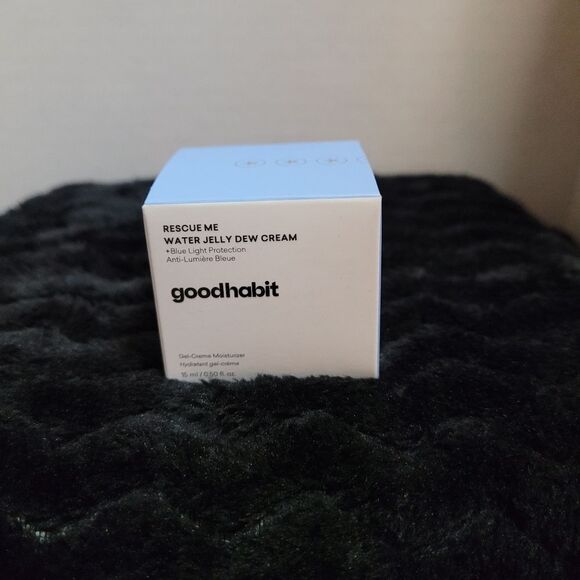 RESCUE ME
WATER JELLY DEW CREAM
+Blue Light Protection
Anti-Lumière Bleue
goodhabit
Gel-Creme Moisturizer
Hydratant gel-crème
15 ml / 0.50 fl. oz.